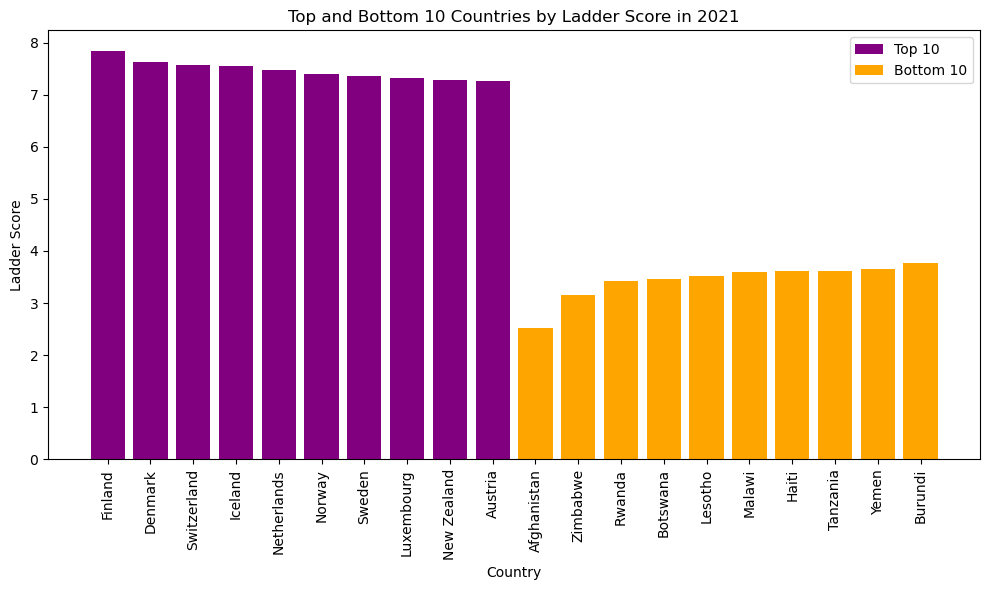 Top and Bottom 10 Countries by Ladder Score in 2021
Top 10
Bottom 10
Ladder Score
8
7
6
5
4
3
2
1
0
Finland
Denmark
Switzerland
Iceland
Netherlands
Norway
Sweden
Luxembourg
New Zealand
Austria
Afghanistan
Zimbabwe
Rwanda
Botswana
Lesotho
Malawi
Haiti
Tanzania
Yemen
Burundi
Country